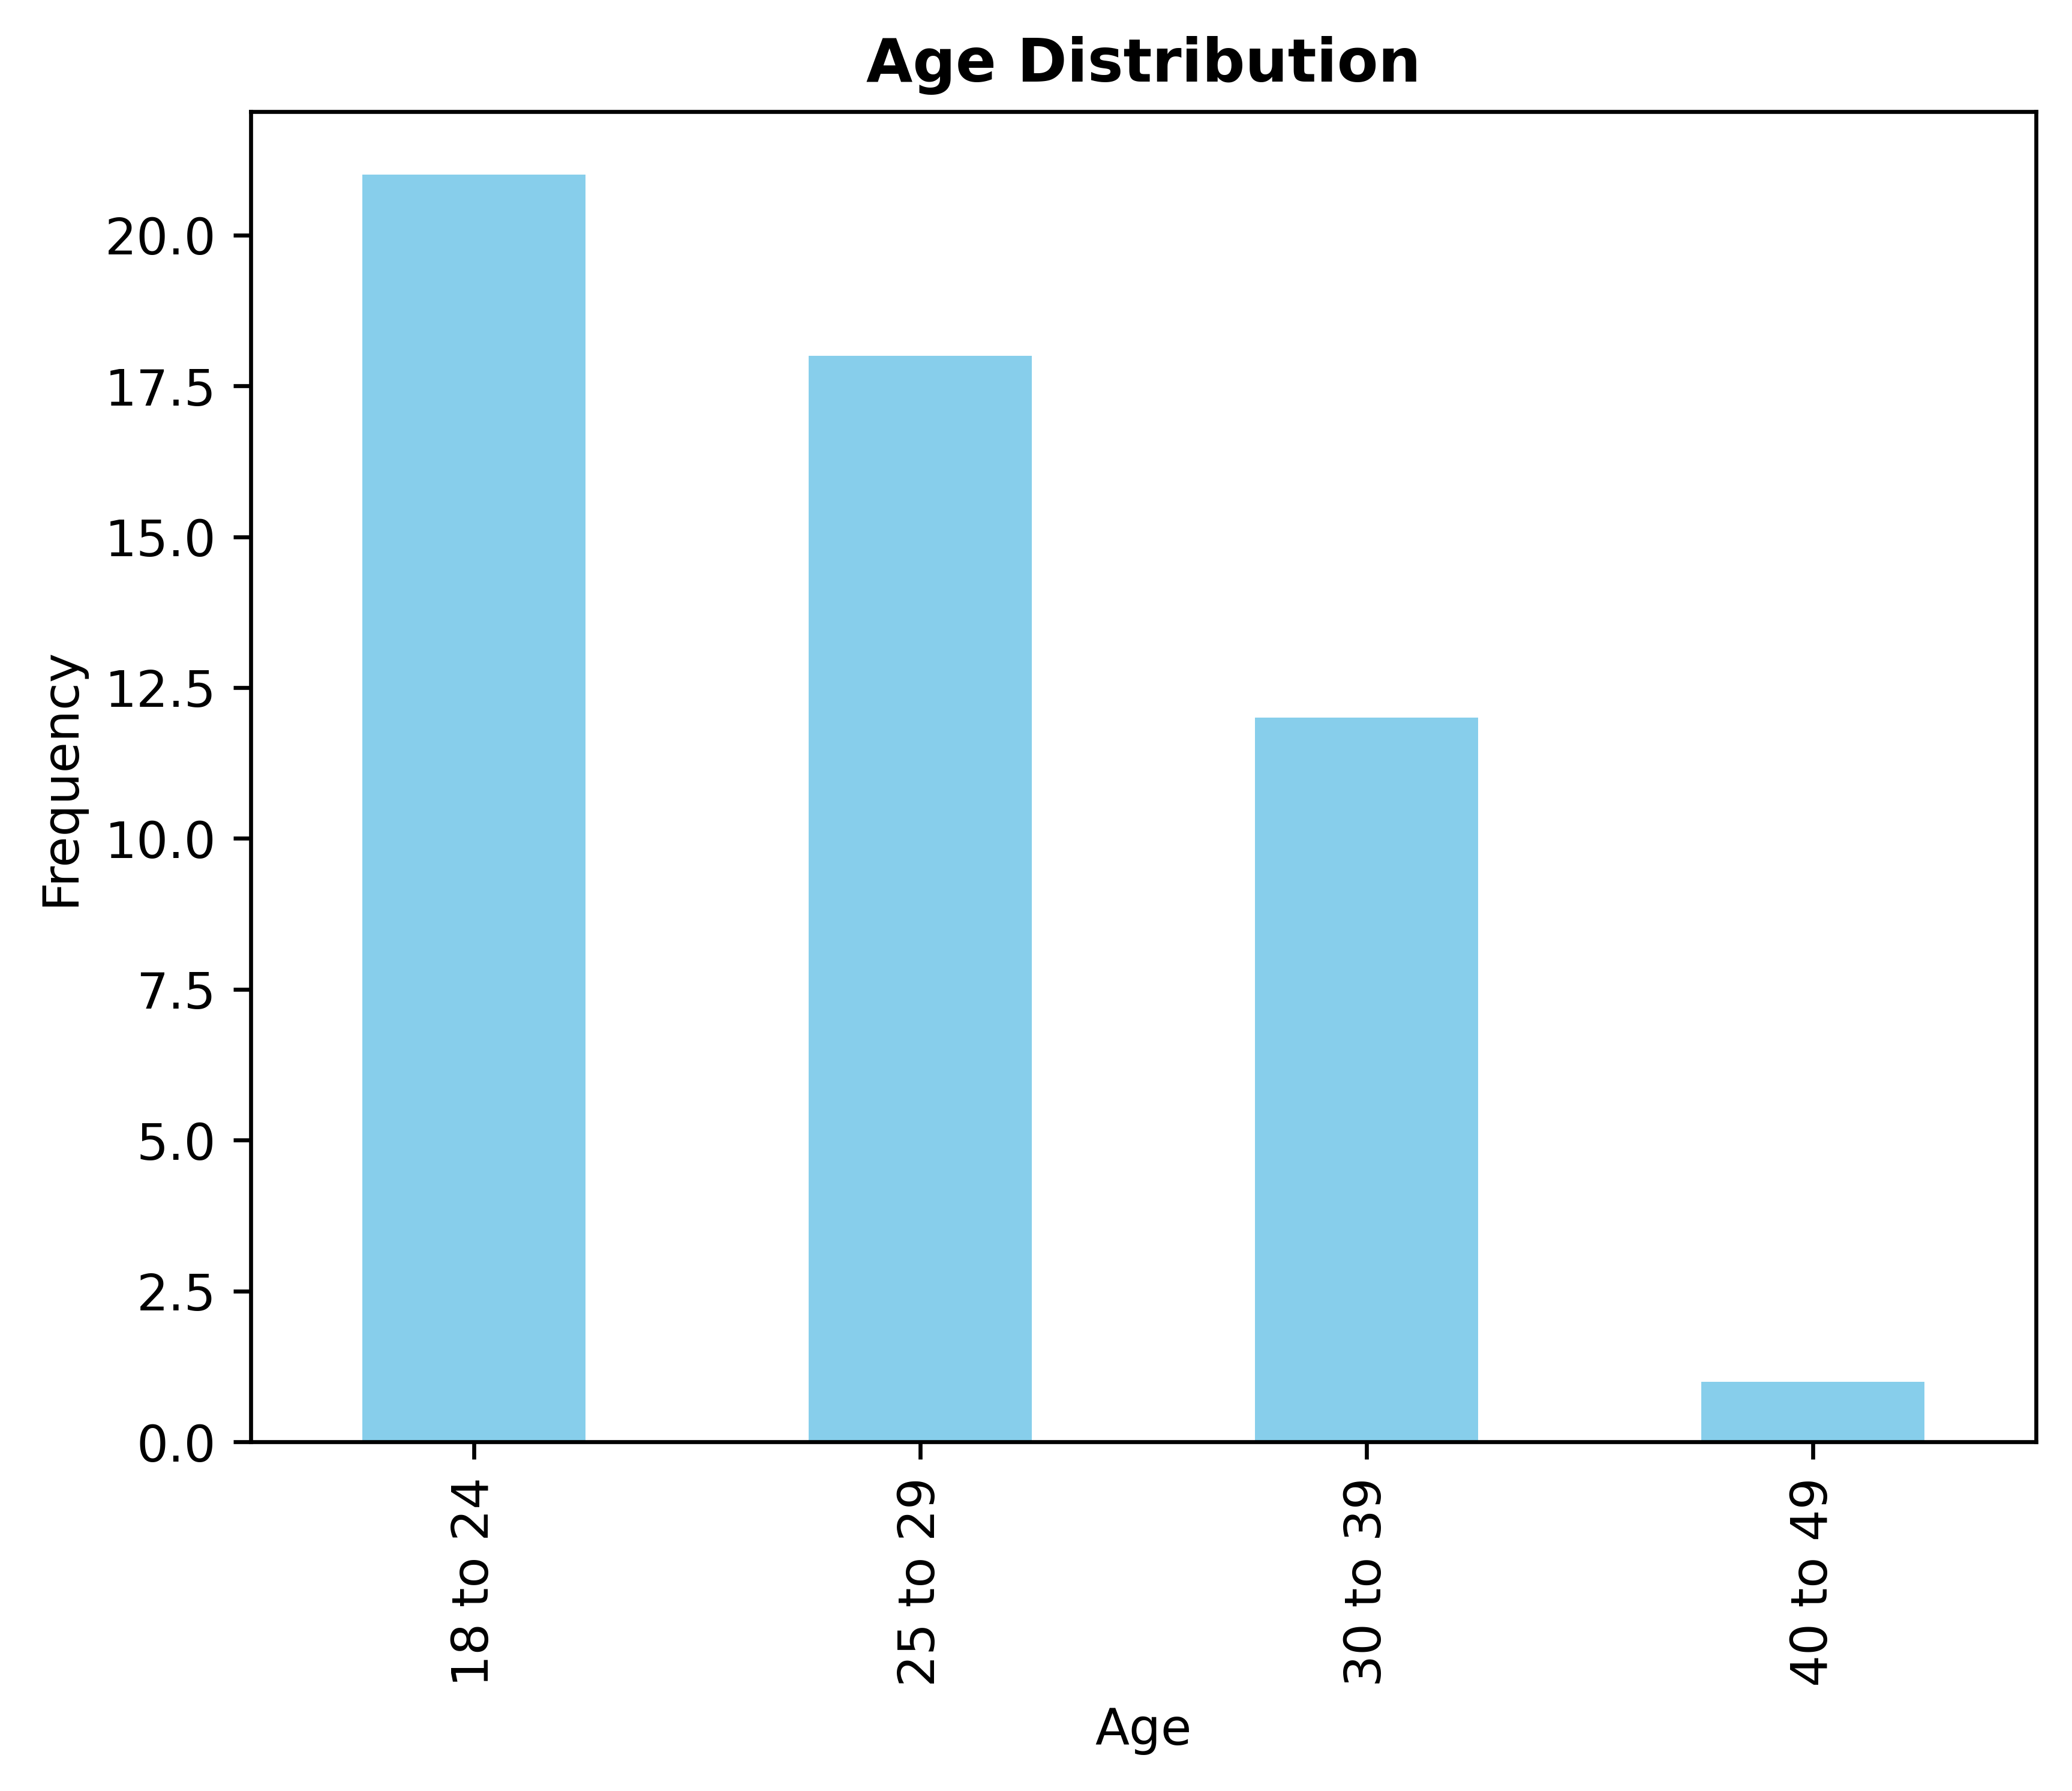 Age Distribution
Frequency
20.0
17.5
15.0
12.5
10.0
7.5
5.0
2.5
0.0
18 to 24
25 to 29
30 to 39
40 to 49
Age